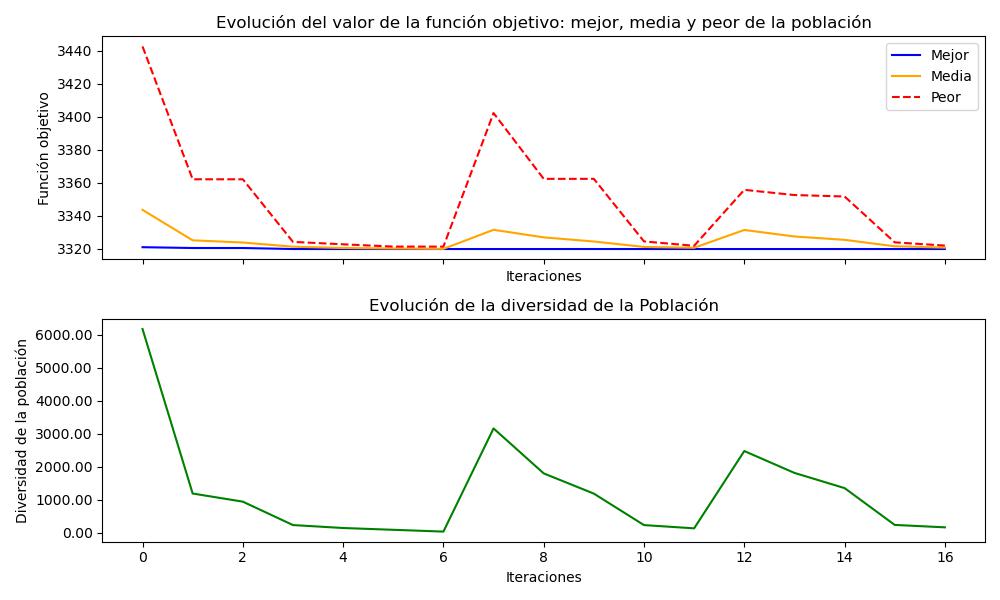 Evolución del valor de la función objetivo: mejor, media y peor de la población
Función objetivo
3440
3420
3400
3380
3360
3340
3320
Mejor
Media
Peor
Iteraciones
Evolución de la diversidad de la Población
Diversidad de la población
6000.00
5000.00
4000.00
3000.00
2000.00
1000.00
0.00
0 2 4 6 8 10 12 14 16
Iteraciones